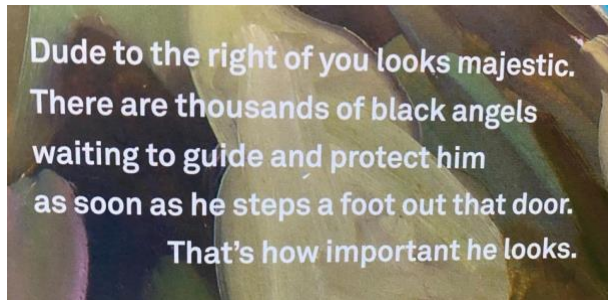 Dude to the right of you looks majestic.
There are thousands of black angels
waiting to guide and protect him
as soon as he steps a foot out that door.
That's how important he looks.